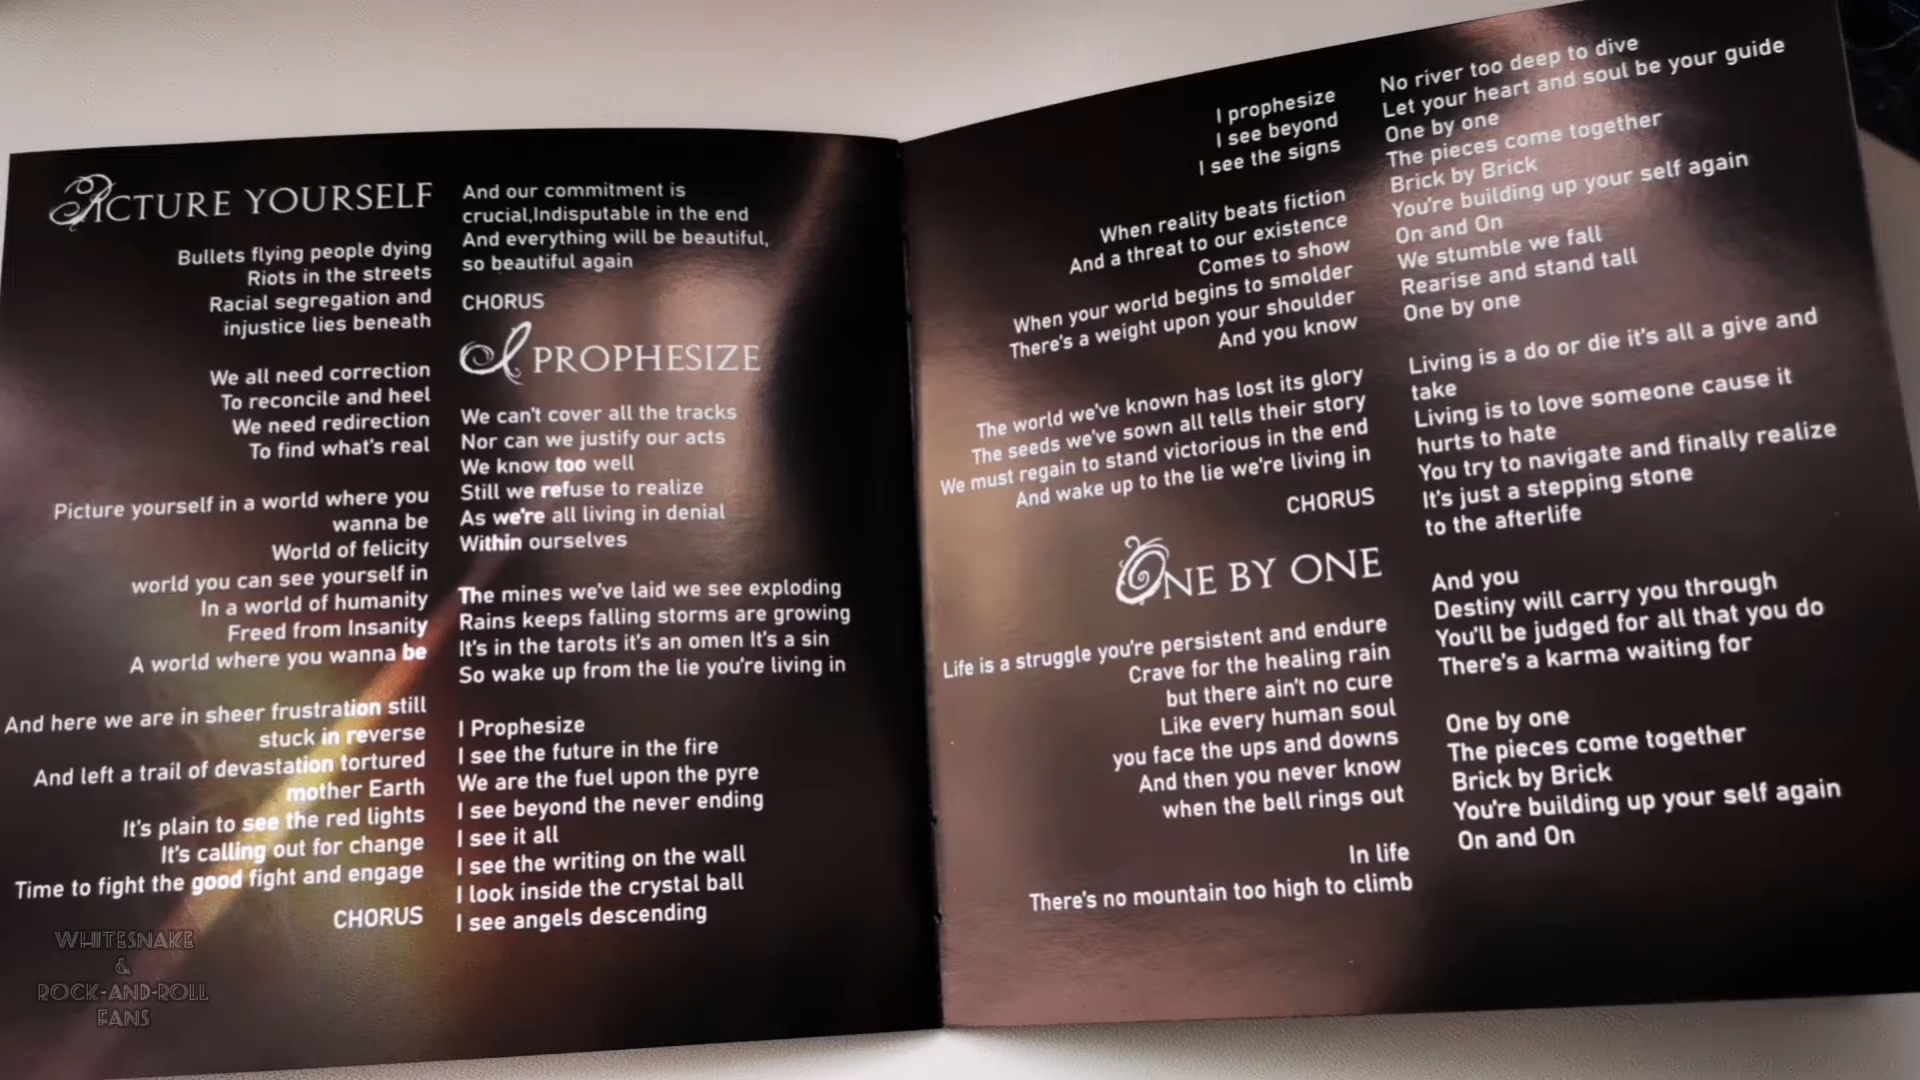 PICTURE YOURSELF
Bullets flying people dying
Riots in the streets
Racial segregation and
injustice lies beneath
We all need correction
To reconcile and heel
We need redirection
To find what's real
Picture yourself in a world where you
wanna be
World of felicity
world you can see yourself in
In a world of humanity
Freed from Insanity
A world where you wanna be
And here we are in sheer frustration still
stuck in reverse
And left a trail of devastation tortured
mother Earth
It's plain to see the red lights
It's calling out for change
Time to fight the good fight and engage
CHORUS
And our commitment is
crucial,Indisputable in the end
And everything will be beautiful,
so beautiful again
CHORUS
I PROPHESIZE
We can't cover all the tracks
Nor can we justify our acts
We know too well
Still we refuse to realize
As we're all living in denial
Within ourselves
The mines we've laid we see exploding
Rains keeps falling storms are growing
It's in the tarots it's an omen It's a sin
So wake up from the lie you're living in
I Prophesize
I see the future in the fire
We are the fuel upon the pyre
I see beyond the never ending
I see it all
I see the writing on the wall
I look inside the crystal ball
I see angels descending
I prophesize
I see beyond
I see the signs
When reality beats fiction
And a threat to our existence
Comes to show
When your world begins to smolder
There's a weight upon your shoulder
And you know
The world we've known has lost its glory
The seeds we've sown all tells their story
We must regain to stand victorious in the end
And wake up to the lie we're living in
CHORUS
ONE BY ONE
Life is a struggle you're persistent and endure
Crave for the healing rain
but there ain't no cure
Like every human soul
you face the ups and downs
And then you never know
when the bell rings out
In life
There's no mountain too high to climb
No river too deep to dive
Let your heart and soul be your guide
One by one
The pieces come together
Brick by Brick
You're building up your self again
On and On
We stumble we fall
Rearise and stand tall
One by one
Living is a do or die it's all a give and
take
Living is to love someone cause it
hurts to hate
You try to navigate and finally realize
It's just a stepping stone
to the afterlife
And you
Destiny will carry you through
You'll be judged for all that you do
There's a karma waiting for
One by one
The pieces come together
Brick by Brick
You're building up your self again
On and On
WHITESNAKE
&
ROCK-AND-ROLL
FANS